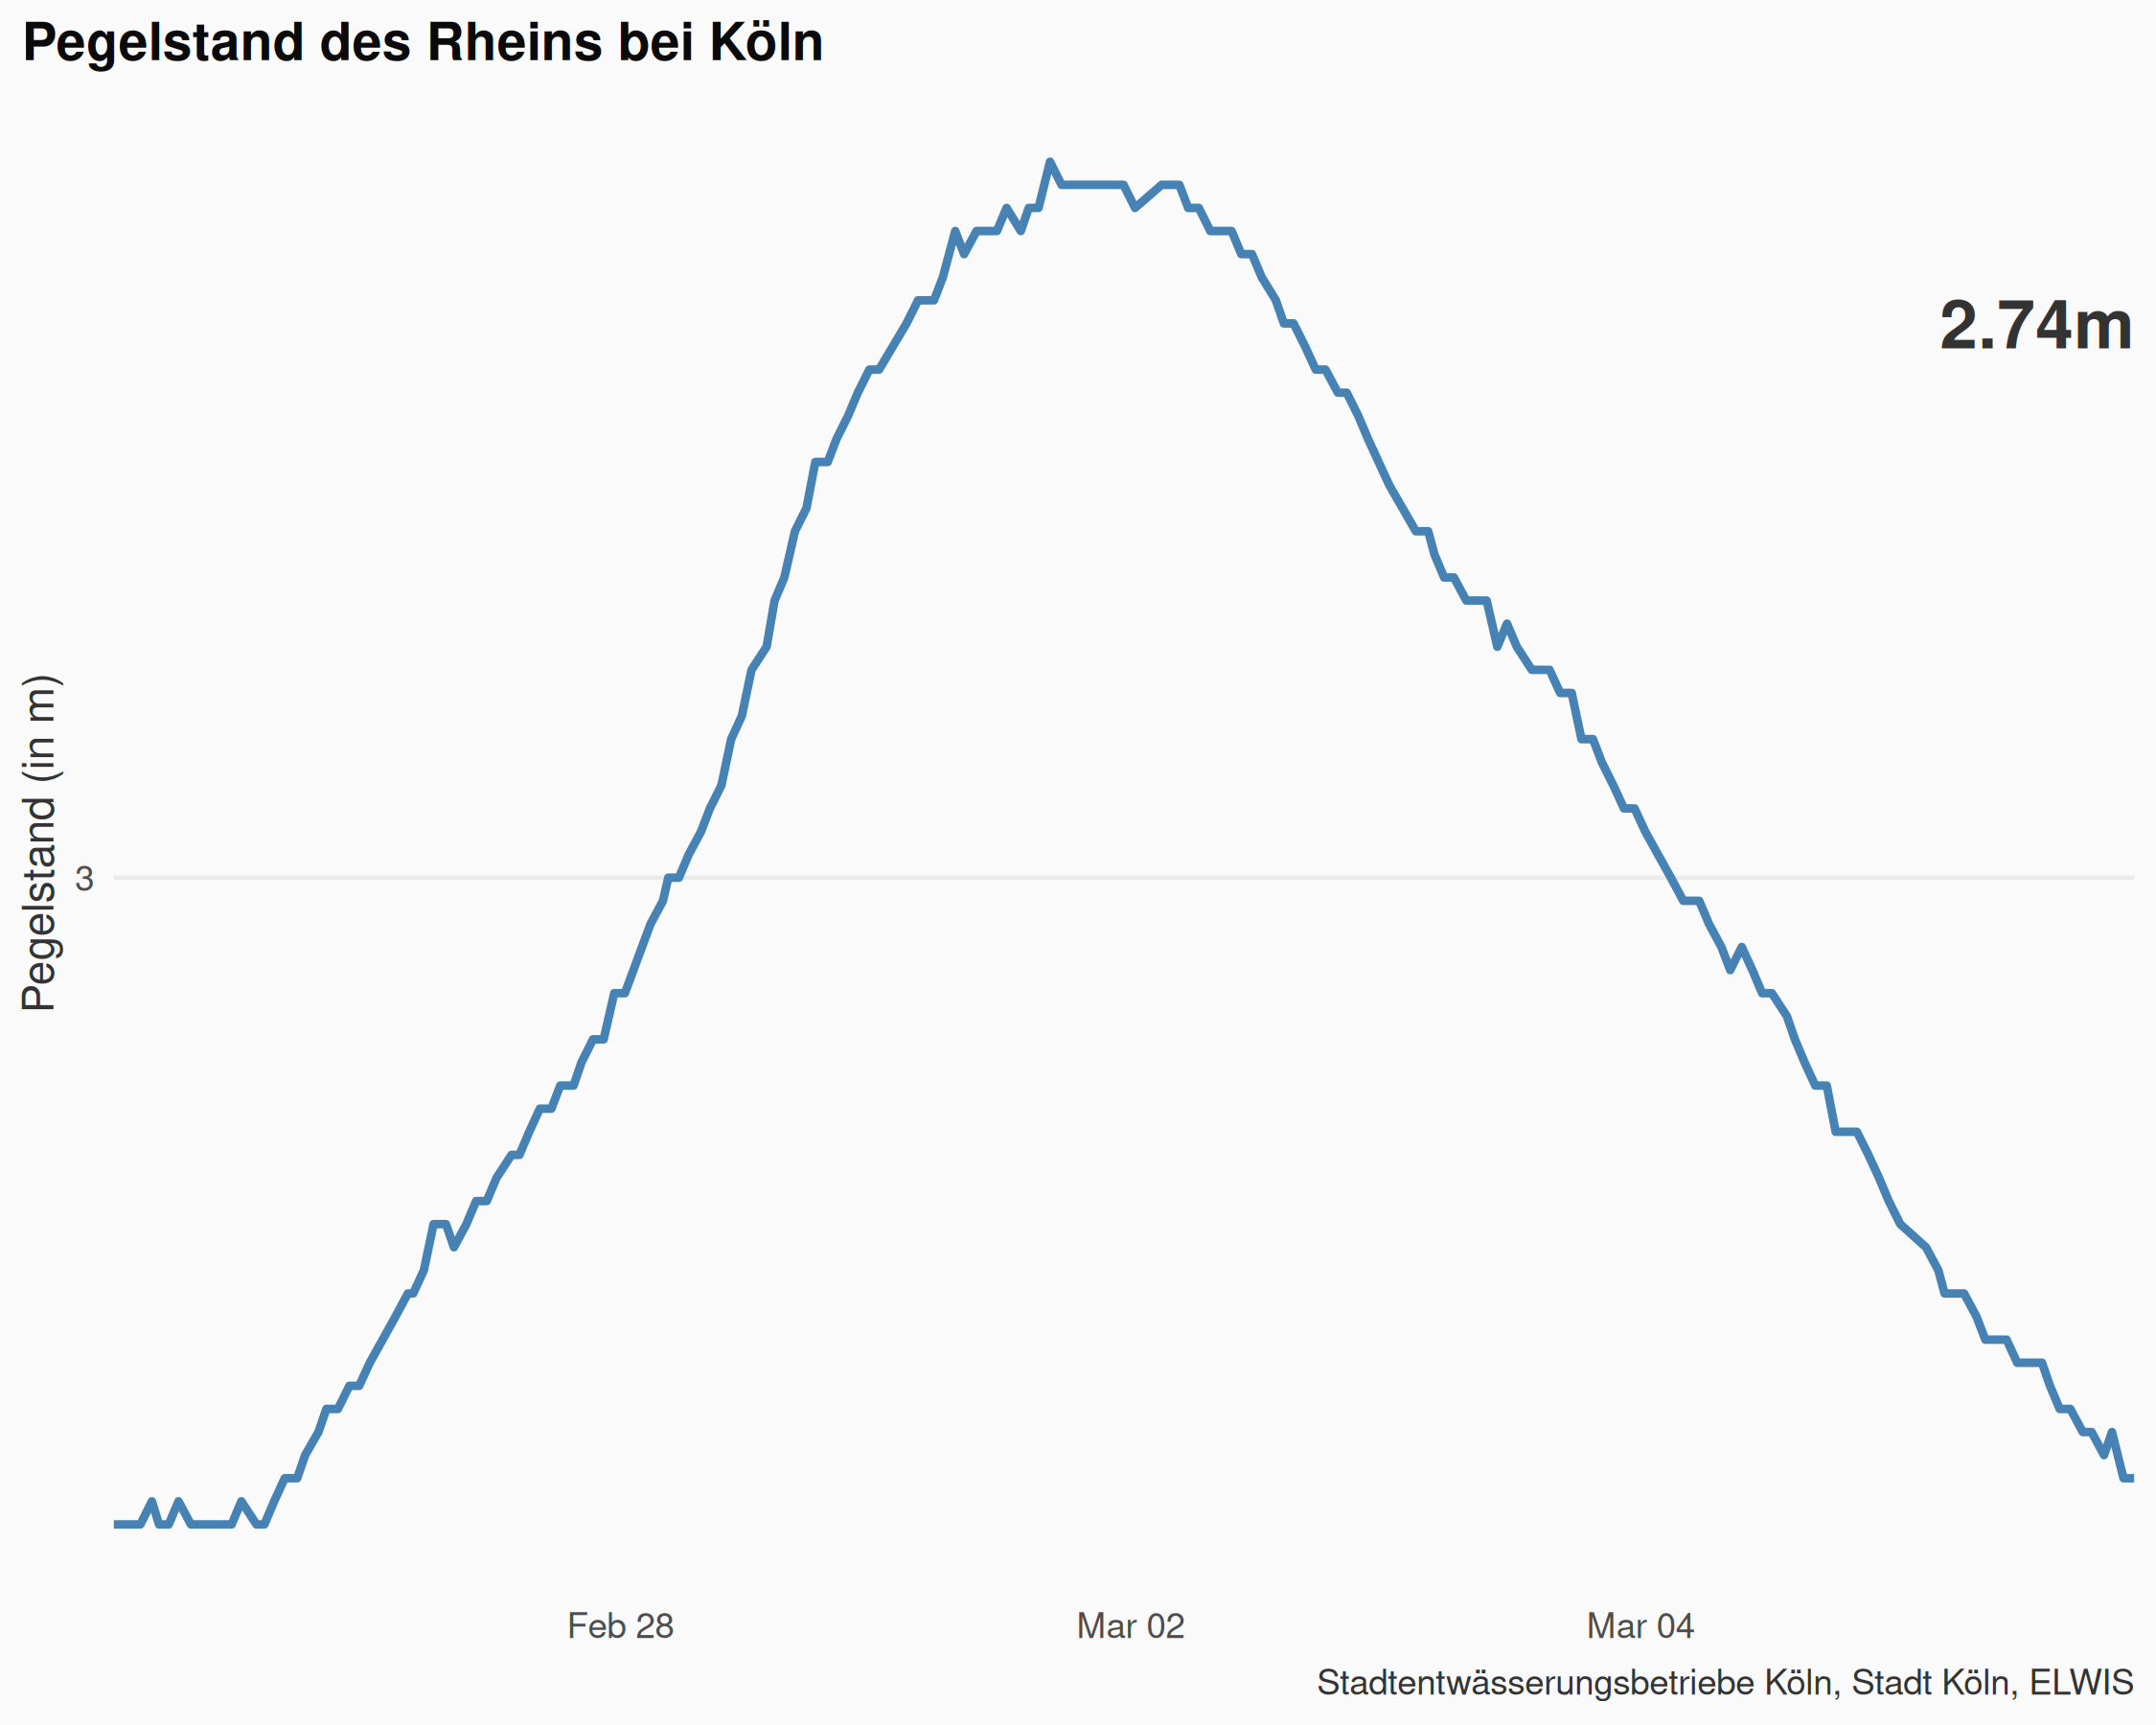 Pegelstand des Rheins bei Köln
2.74m
Pegelstand (in m)
3
Feb 28
Mar 02
Mar 04
Stadtentwässerungsbetriebe Köln, Stadt Köln, ELWIS